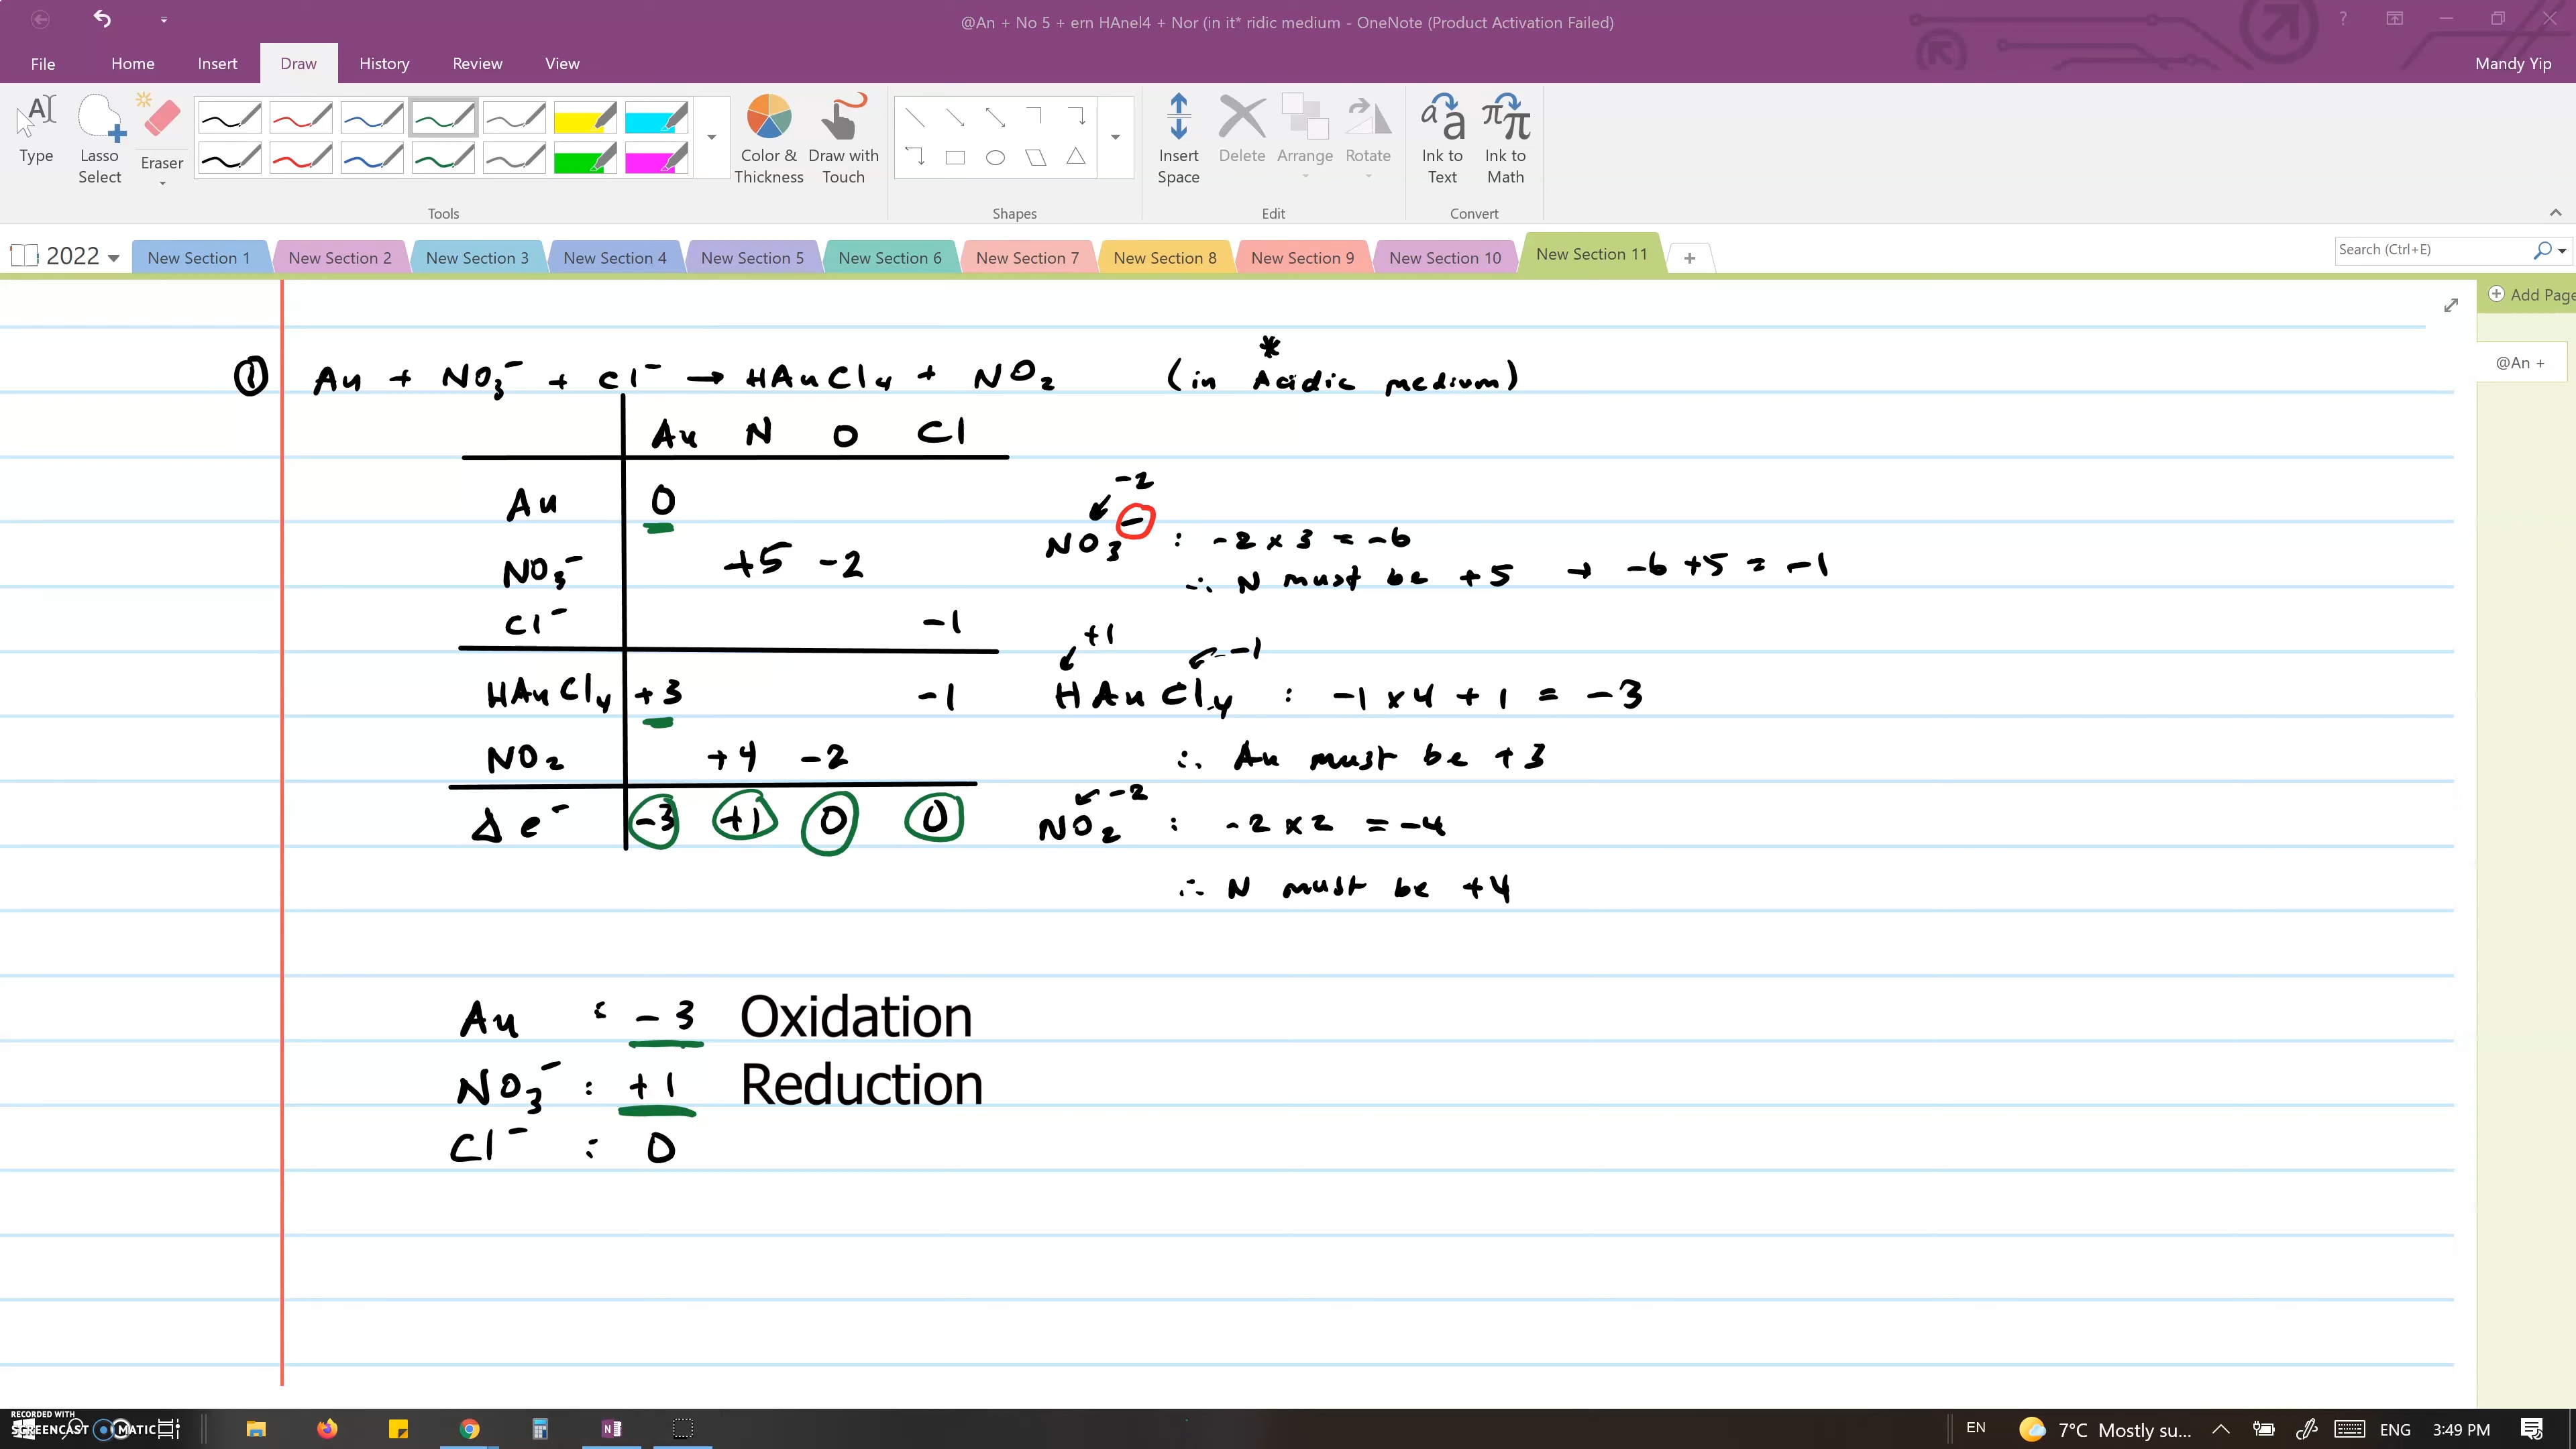 @An + No 5 + ern HAnel4 + Nor (in it* ridic medium - OneNote (Product Activation Failed)
File Home Insert Draw History Review View Mandy Yip
Type Lasso Select Eraser Color & Thickness Draw with Touch Insert Space Delete Arrange Rotate Ink to Text Ink to Math
Tools Shapes Edit Convert
2022 New Section 1 New Section 2 New Section 3 New Section 4 New Section 5 New Section 6 New Section 7 New Section 8 New Section 9 New Section 10 New Section 11 Search (Ctrl+E)
Add Page
@An +
*
① Au + NO₃⁻ + Cl⁻ → HAuCl₄ + NO₂ (in Acidic medium)
Au N O Cl
Au 0
-2
NO₃⁻ : -2 x 3 = -6
NO₃⁻ +5 -2
∴ N must be +5 → -6 +5 = -1
Cl⁻ -1
+1 -1
HAuCl₄ +3 -1
HAuCl₄ : -1 x 4 + 1 = -3
NO₂ +4 -2
∴ Au must be +3
-2
Δ e⁻ -3 +1 0 0
NO₂ : -2 x 2 = -4
∴ N must be +4
Au : -3 Oxidation
NO₃⁻ : +1 Reduction
Cl⁻ : 0
RECORDED WITH
SCREENCAST MATIC
EN 7°C Mostly su... ENG 3:49 PM